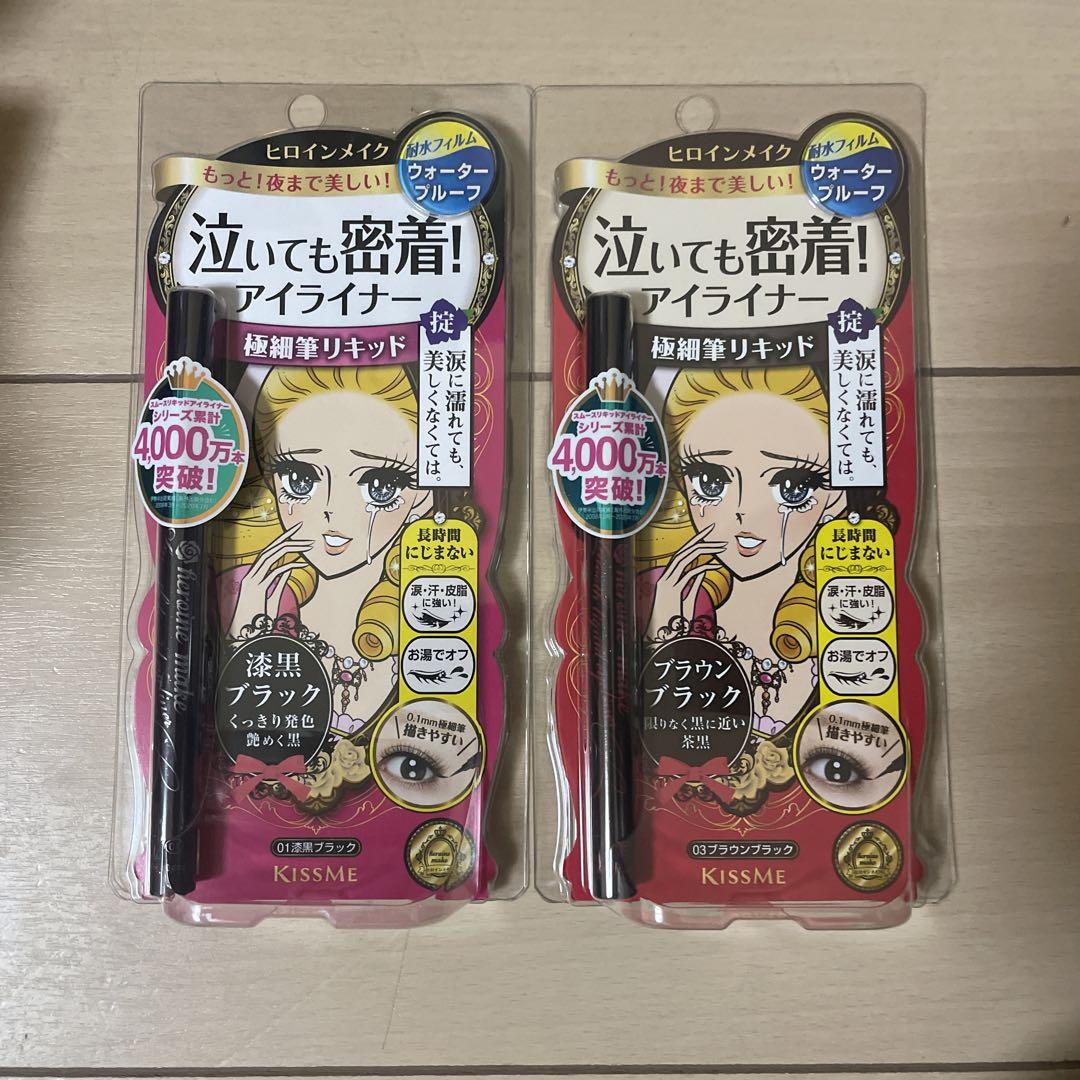 ヒロインメイク
もっと!夜まで美しい!
耐水フィルム
ウォーター
プルーフ
泣いても密着!
アイライナー
極細筆リキッド
掟
涙に濡れても、
美しくなくては。
スムースリキッドアイライナー
シリーズ累計
4,000万本
突破!
長時間
にじまない
涙・汗・皮脂
に強い!
お湯でオフ
0.1mm極細筆
描きやすい
漆黒
ブラック
くっきり発色
艶めく黒
heroine make
01漆黒ブラック
KISSME
heroine
make
ヒロインメイク
もっと!夜まで美しい!
耐水フィルム
ウォーター
プルーフ
泣いても密着!
アイライナー
極細筆リキッド
掟
涙に濡れても、
美しくなくては。
スムースリキッドアイライナー
シリーズ累計
4,000万本
突破!
長時間
にじまない
涙・汗・皮脂
に強い!
お湯でオフ
0.1mm極細筆
描きやすい
ブラウン
ブラック
限りなく黒に近い
茶黒
heroine make
03ブラウンブラック
KISSME
heroine
make